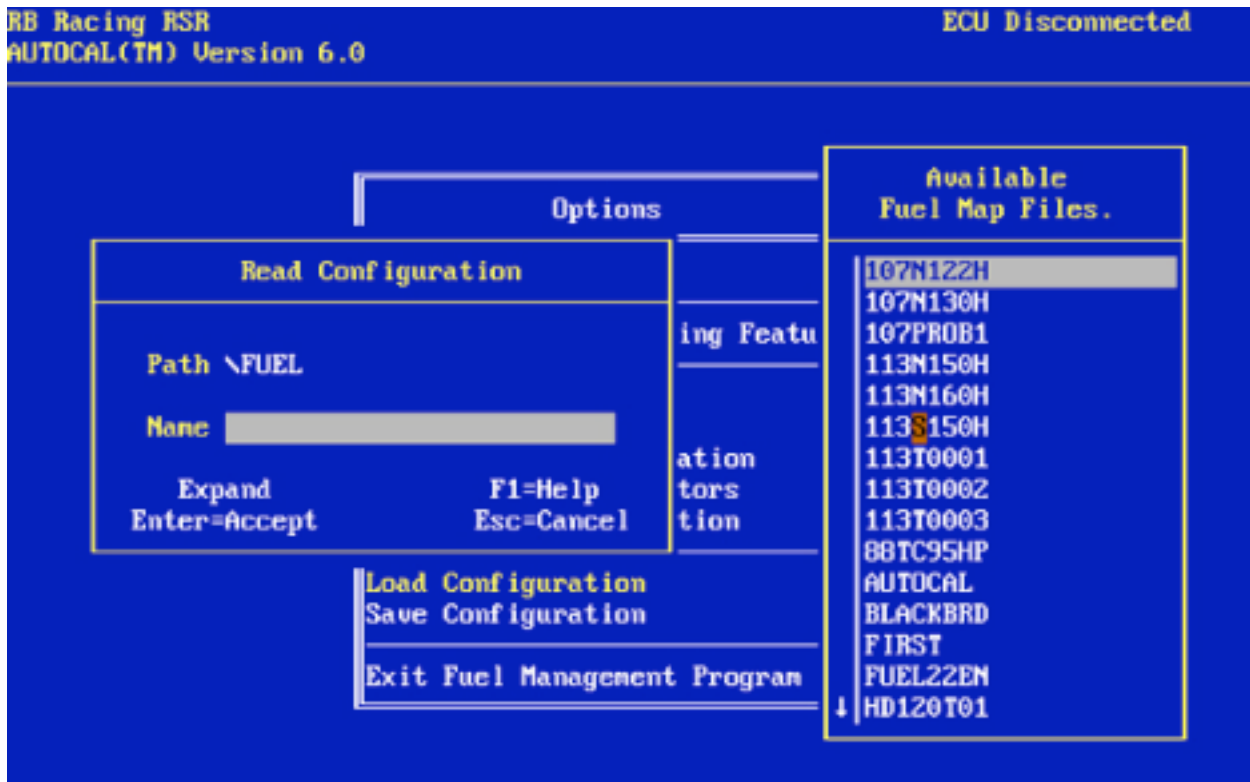 RB Racing RSR
ECU Disconnected
AUTOCAL(TM) Version 6.0
Options
ing Featu
ation
tors
tion
Load Configuration
Save Configuration
Exit Fuel Management Program
Read Configuration
Path \FUEL
Name
Expand F1=Help
Enter=Accept Esc=Cancel
Available
Fuel Map Files.
107N122H
107N130H
107PROB1
113N150H
113N160H
113S150H
113T0001
113T0002
113T0003
88TC95HP
AUTOCAL
BLACKBRD
FIRST
FUEL22EN
↓ HD120T01